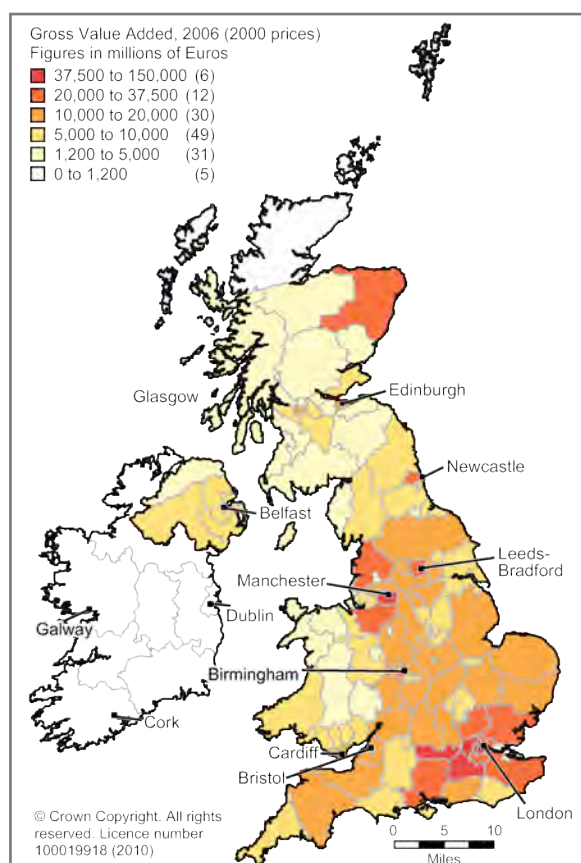 Gross Value Added, 2006 (2000 prices)
Figures in millions of Euros
37,500 to 150,000 (6)
20,000 to 37,500 (12)
10,000 to 20,000 (30)
5,000 to 10,000 (49)
1,200 to 5,000 (31)
0 to 1,200 (5)
Glasgow
Edinburgh
Newcastle
Belfast
Leeds-
Bradford
Manchester
Dublin
Galway
Birmingham
Cork
Cardiff
Bristol
London
© Crown Copyright. All rights
reserved. Licence number
100019918 (2010)
0 5 10
Miles